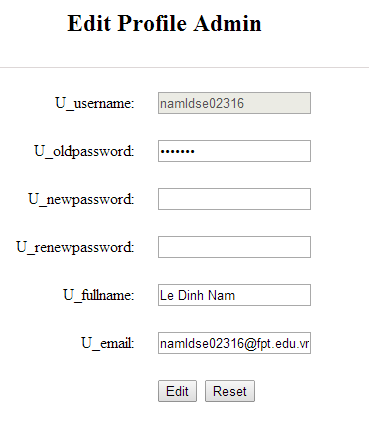 Edit Profile Admin
U_username: namldse02316
U_oldpassword: •••••••
U_newpassword:
U_renewpassword:
U_fullname: Le Dinh Nam
U_email: namldse02316@fpt.edu.vr
Edit Reset